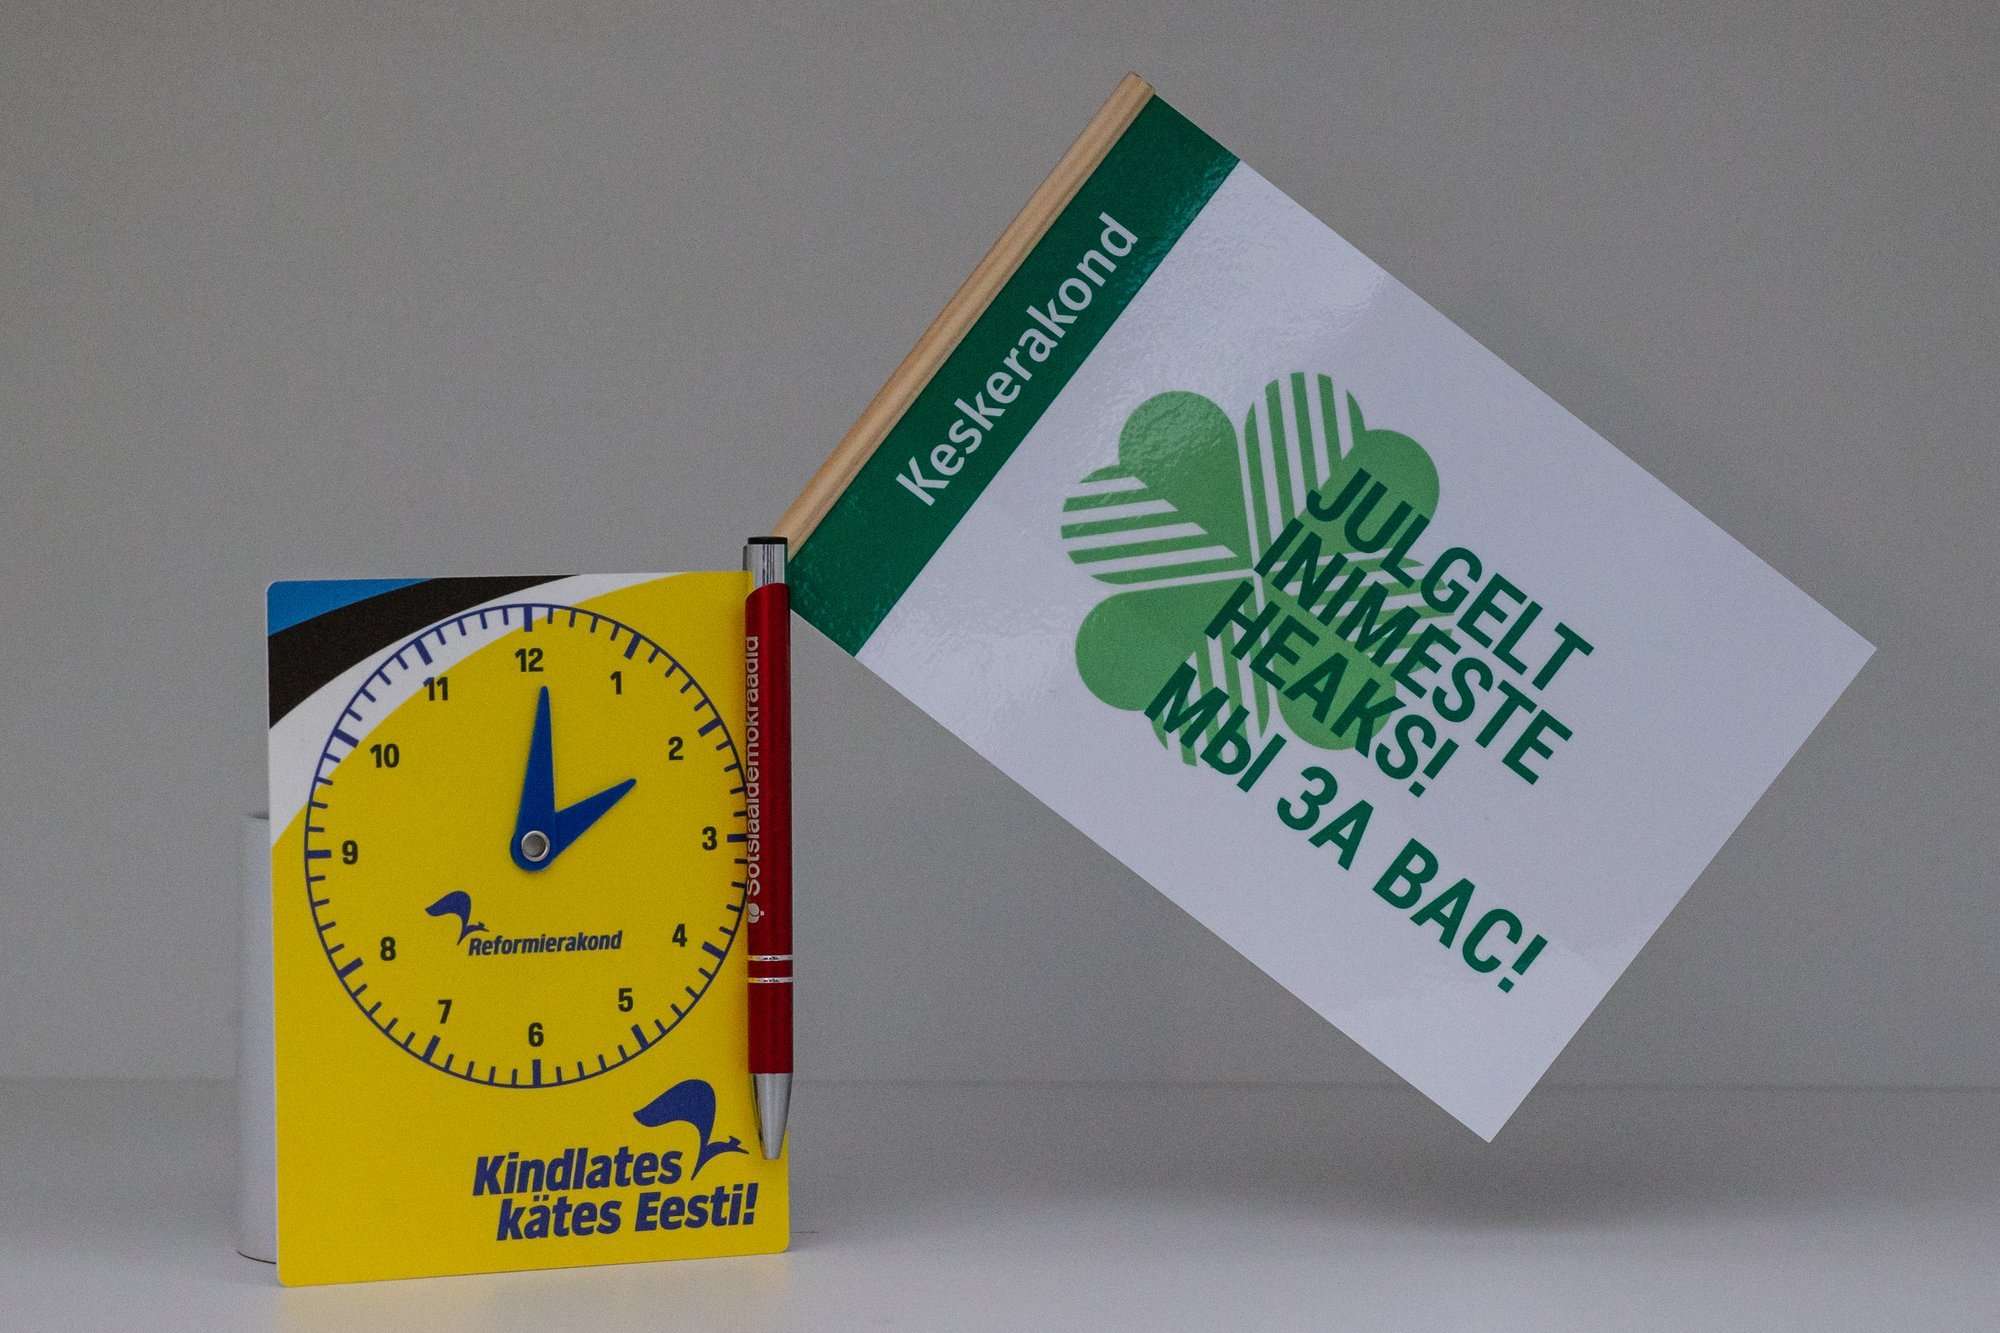 12
1
2
3
4
5
6
7
8
9
10
11
Reformierakond
Kindlates
kätes Eesti!
Sotsiaaldemokraadid
Keskerakond
JULGELT
INIMESTE
HEAKS!
МЫ ЗА ВАС!